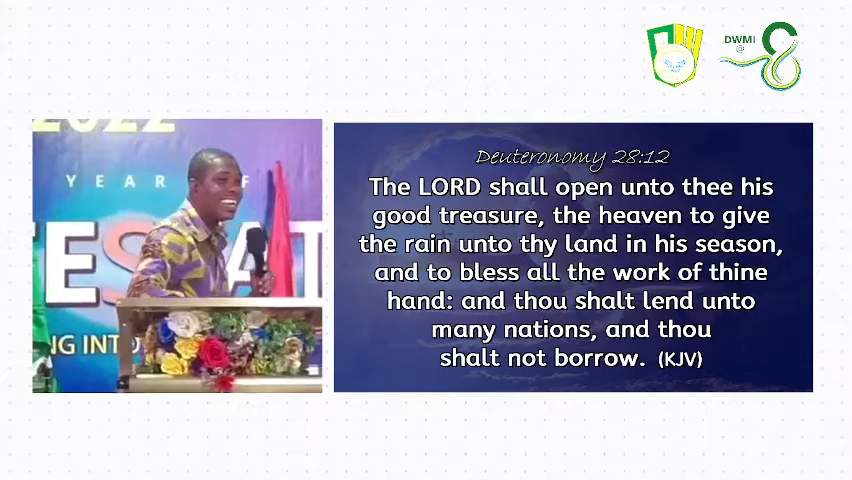 DWMI
@
2022
YEAR OF
Deuteronomy 28:12
The LORD shall open unto thee his
good treasure, the heaven to give
the rain unto thy land in his season,
and to bless all the work of thine
hand: and thou shalt lend unto
many nations, and thou
shalt not borrow. (KJV)